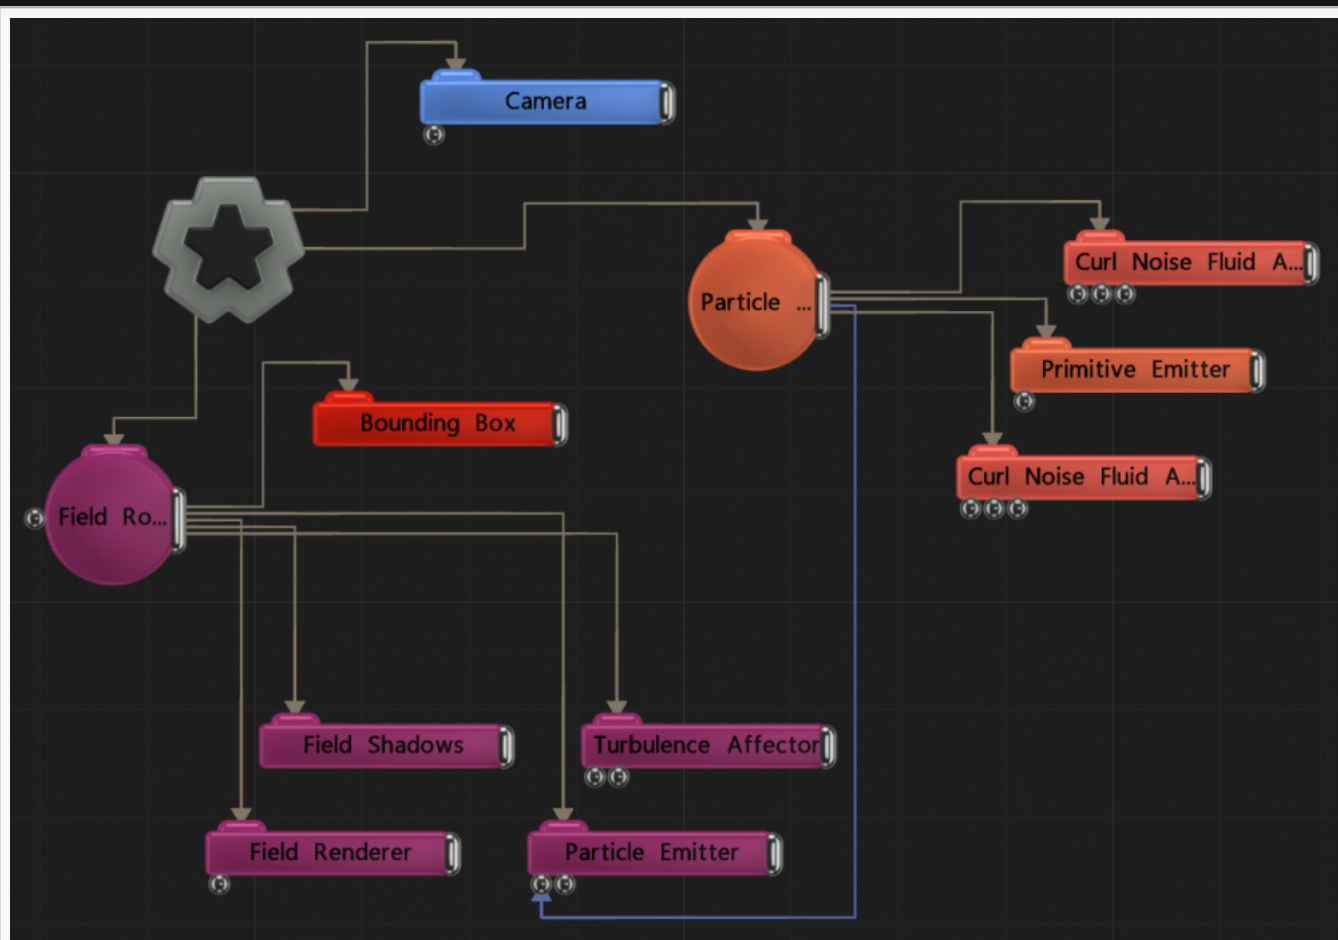 Camera
Curl Noise Fluid A...
Particle ...
Primitive Emitter
Bounding Box
Curl Noise Fluid A...
Field Ro...
Field Shadows
Turbulence Affector
Field Renderer
Particle Emitter